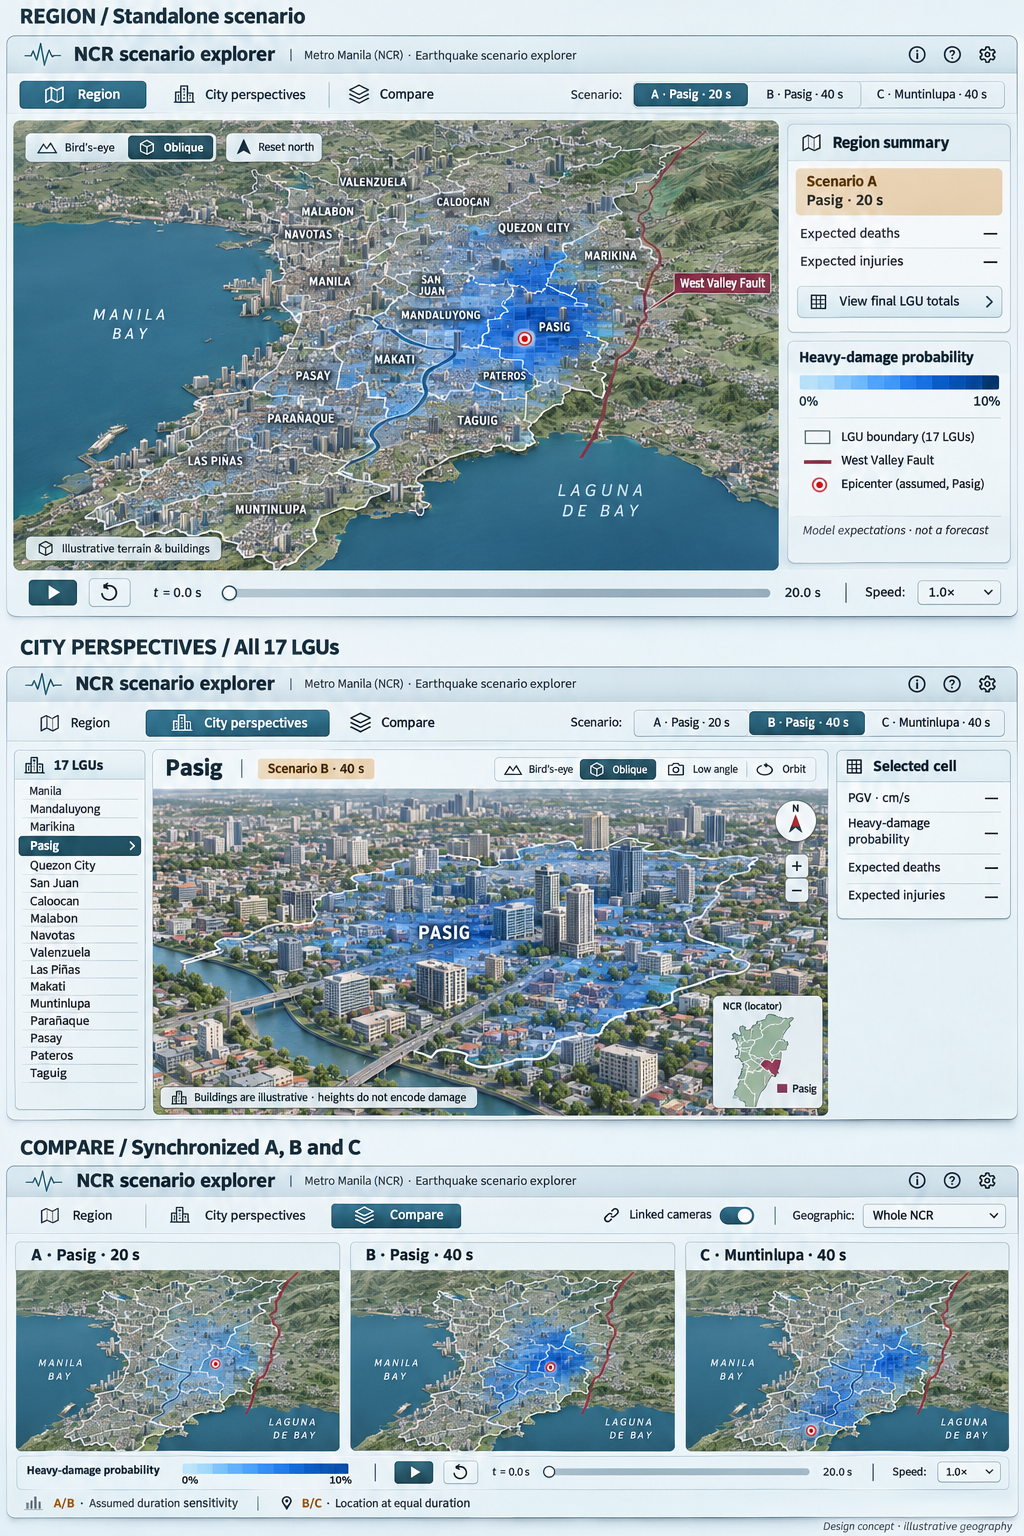 REGION / Standalone scenario
NCR scenario explorer | Metro Manila (NCR) · Earthquake scenario explorer
Region City perspectives Compare Scenario: A · Pasig · 20 s B · Pasig · 40 s C · Muntinlupa · 40 s
Bird's-eye Oblique Reset north
VALENZUELA
CALOOCAN
MALABON
NAVOTAS
QUEZON CITY
MARIKINA
MANILA
SAN
JUAN
West Valley Fault
MANILA
BAY
MANDALUYONG
PASIG
MAKATI
PASAY
PATEROS
PARAÑAQUE
TAGUIG
LAS PIÑAS
LAGUNA
DE BAY
MUNTINLUPA
Illustrative terrain & buildings
Region summary
Scenario A
Pasig · 20 s
Expected deaths —
Expected injuries —
View final LGU totals
Heavy-damage probability
0% 10%
LGU boundary (17 LGUs)
West Valley Fault
Epicenter (assumed, Pasig)
Model expectations · not a forecast
t = 0.0 s 20.0 s | Speed: 1.0×
CITY PERSPECTIVES / All 17 LGUs
NCR scenario explorer | Metro Manila (NCR) · Earthquake scenario explorer
Region City perspectives Compare Scenario: A · Pasig · 20 s B · Pasig · 40 s C · Muntinlupa · 40 s
17 LGUs
Manila
Mandaluyong
Marikina
Pasig
Quezon City
San Juan
Caloocan
Malabon
Navotas
Valenzuela
Las Piñas
Makati
Muntinlupa
Parañaque
Pasay
Pateros
Taguig
Pasig | Scenario B · 40 s Bird's-eye Oblique Low angle Orbit
N
+
−
PASIG
NCR (locator)
Pasig
Buildings are illustrative · heights do not encode damage
Selected cell
PGV · cm/s —
Heavy-damage
probability —
Expected deaths —
Expected injuries —
COMPARE / Synchronized A, B and C
NCR scenario explorer | Metro Manila (NCR) · Earthquake scenario explorer
Region City perspectives Compare Linked cameras | Geographic: Whole NCR
A · Pasig · 20 s
MANILA
BAY
LAGUNA
DE BAY
B · Pasig · 40 s
MANILA
BAY
LAGUNA
DE BAY
C · Muntinlupa · 40 s
MANILA
BAY
LAGUNA
DE BAY
Heavy-damage probability 0% 10% | t = 0.0 s 20.0 s | Speed: 1.0×
A/B · Assumed duration sensitivity | B/C · Location at equal duration
Design concept · illustrative geography